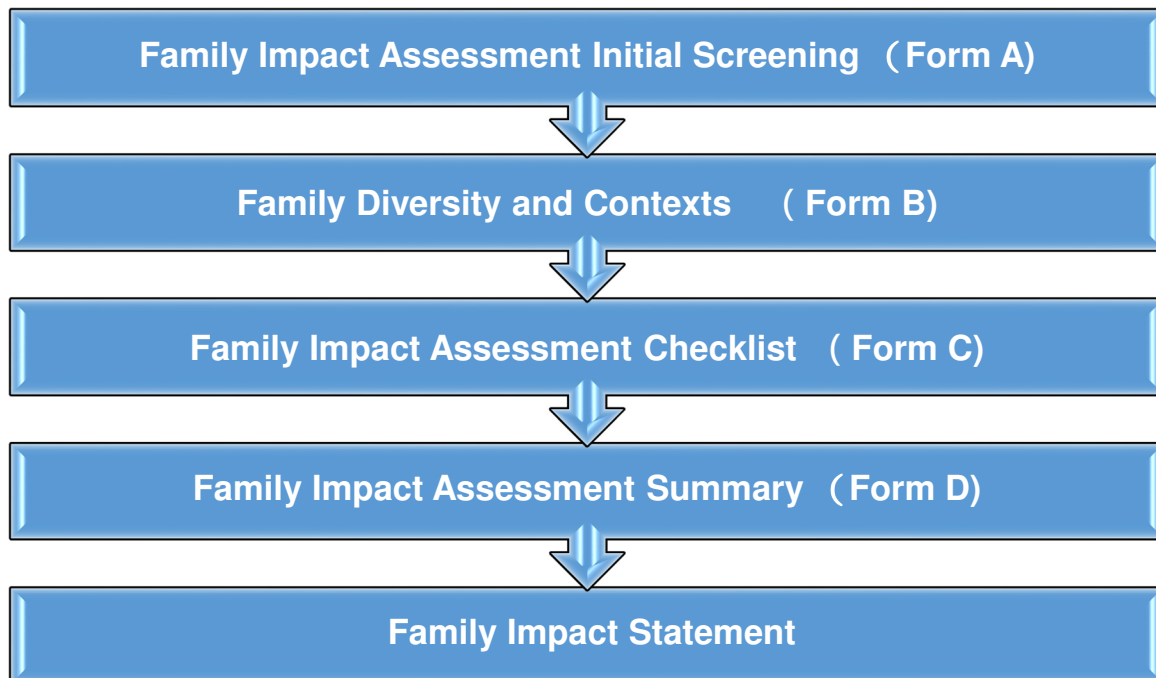 Family Impact Assessment Initial Screening （Form A)
Family Diversity and Contexts （ Form B)
Family Impact Assessment Checklist （ Form C)
Family Impact Assessment Summary （Form D)
Family Impact Statement